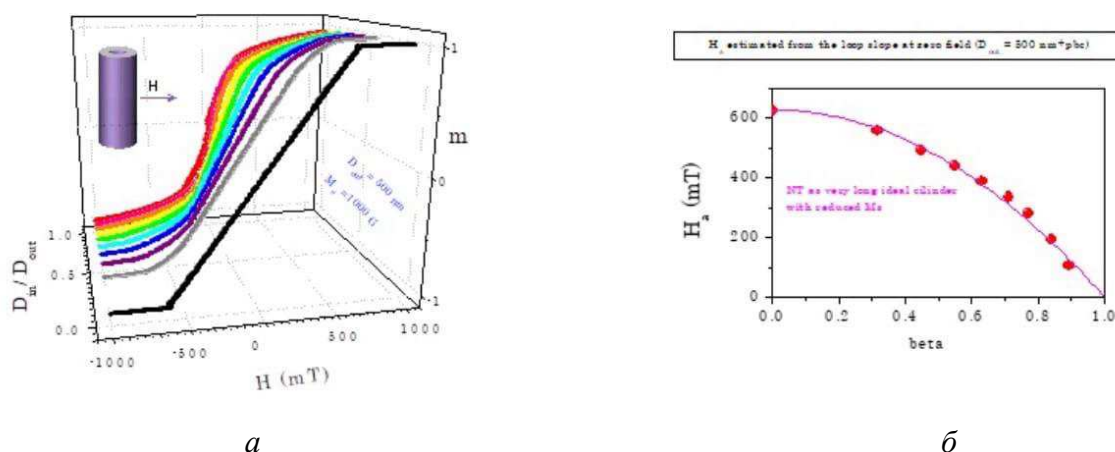 H
1
m
0
-1
D_out = 500 nm
M_s =1000 G
1.0
0.5
0.0
D_in / D_out
-1000
-500
0
500
1000
H (mT)
a
H_a estimated from the loop slope at zero field (D_out = 500 nm+pbc)
600
400
200
0
H_a (mT)
NT as very long ideal cylinder
with reduced Ms
0.0 0.2 0.4 0.6 0.8 1.0
beta
б